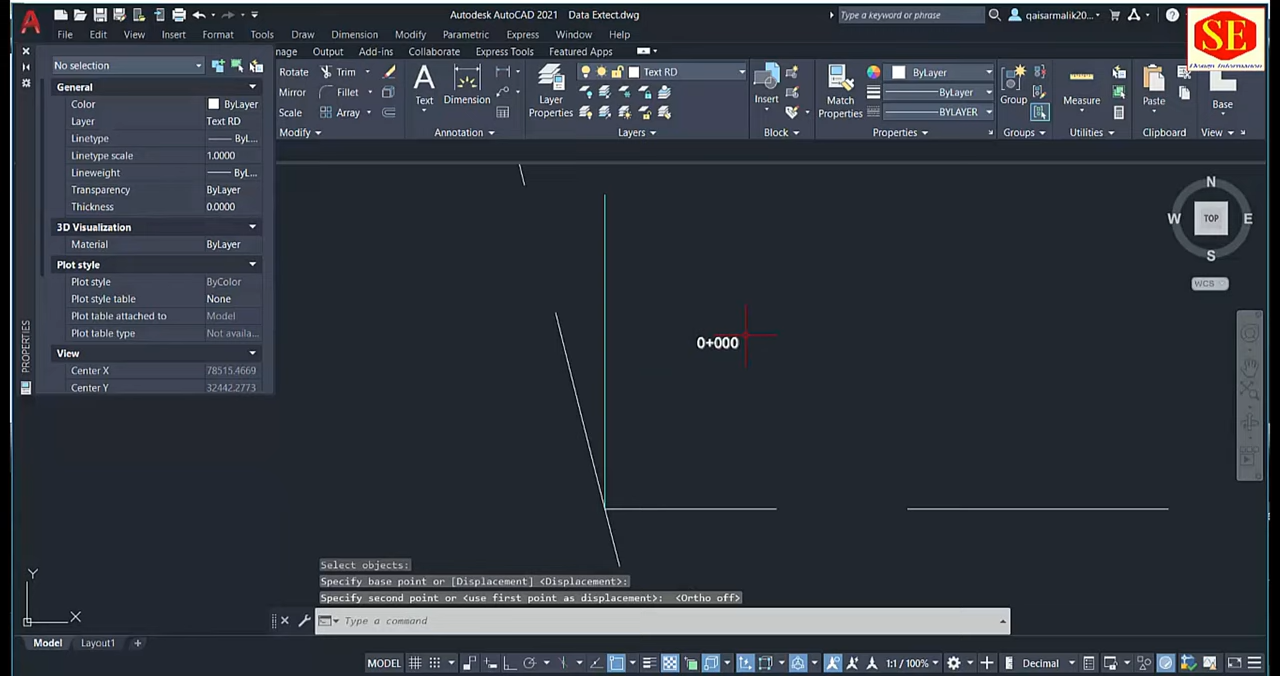 Autodesk AutoCAD 2021 Data Extect.dwg
Type a keyword or phrase
qaisarmalik20...
File Edit View Insert Format Tools Draw Dimension Modify Parametric Express Window Help
nage Output Add-ins Collaborate Express Tools Featured Apps
SE
Design Information
No selection
Rotate Trim
Mirror Fillet
Scale Array
Modify
Text
Dimension
Annotation
Layer Properties
Text RD
Layers
Insert
Block
Match Properties
ByLayer
ByLayer
BYLAYER
Properties
Group
Groups
Measure
Utilities
Paste
Clipboard
Base
View
General
Color ByLayer
Layer Text RD
Linetype ByL...
Linetype scale 1.0000
Lineweight ByL...
Transparency ByLayer
Thickness 0.0000
3D Visualization
Material ByLayer
Plot style
Plot style ByColor
Plot style table None
Plot table attached to Model
Plot table type Not availa...
View
Center X 78515.4669
Center Y 32442.2773
PROPERTIES
N
W TOP E
S
WCS
0+000
Y
X
Select objects:
Specify base point or [Displacement] <Displacement>:
Specify second point or <use first point as displacement>: <Ortho off>
Type a command
Model Layout1 +
MODEL 1:1 / 100% Decimal